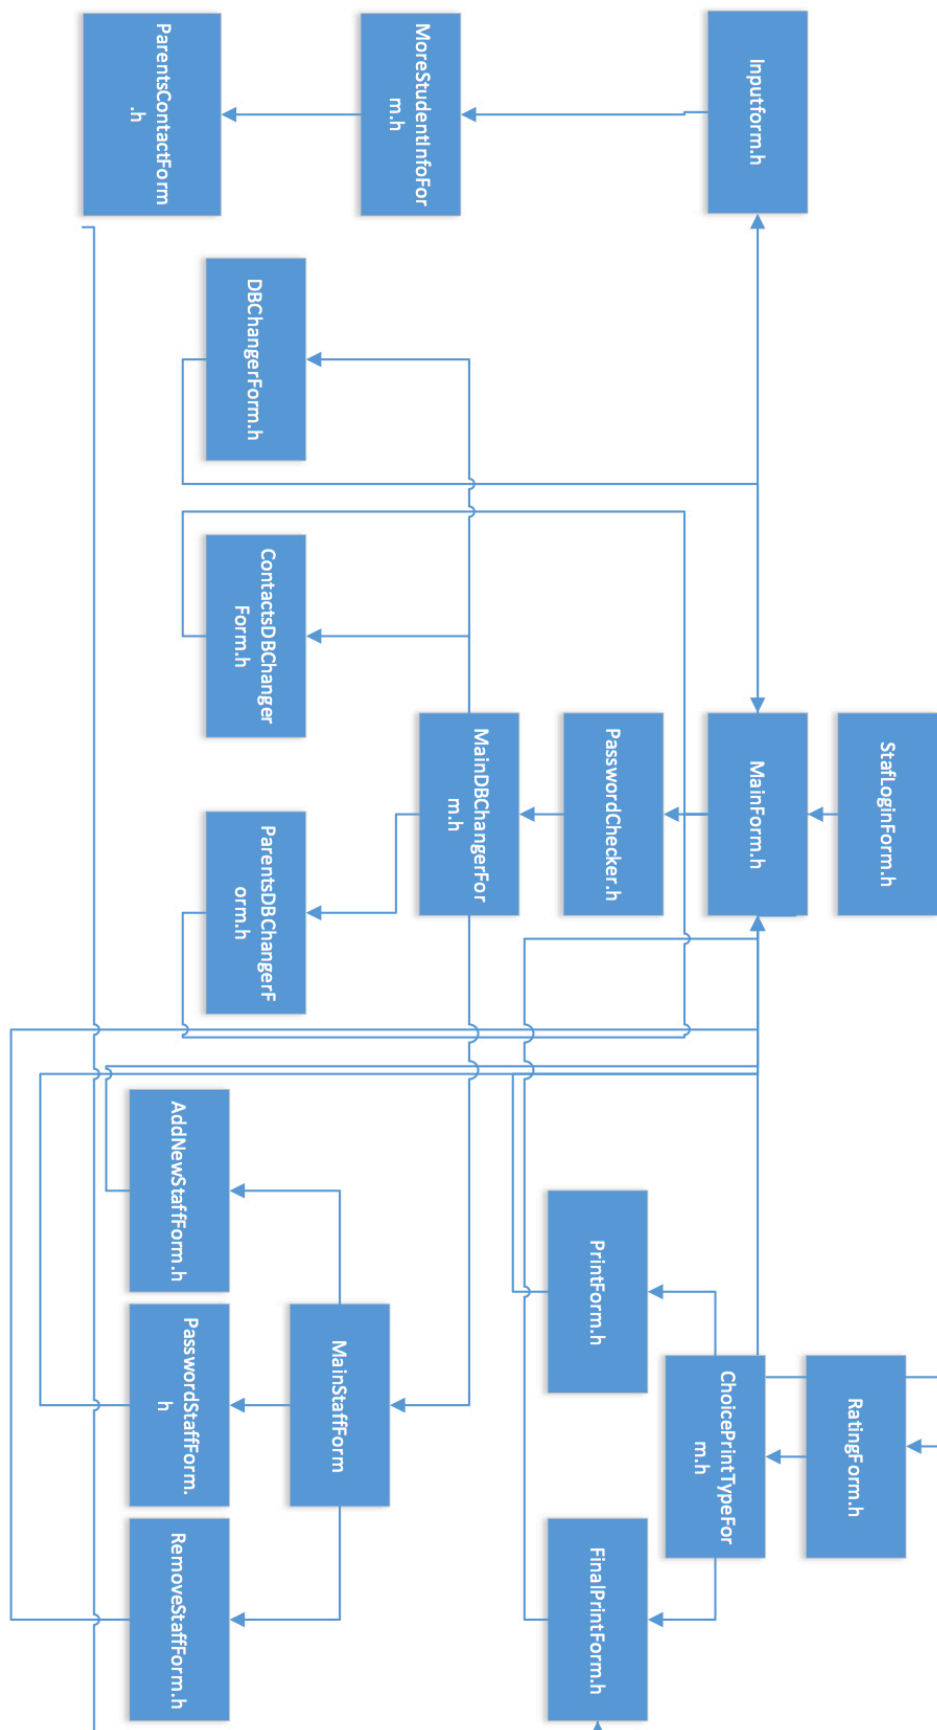 StafLoginForm.h
Inputform.h
MainForm.h
RatingForm.h
PasswordChecker.h
ChoicePrintTypeFor
m.h
MoreStudentInfoFor
m.h
MainDBChangerFor
m.h
PrintForm.h
FinalPrintForm.h
DBChangerForm.h
ContactsDBChanger
Form.h
ParentsDBChangerF
orm.h
MainStaffForm
ParentsContactForm
.h
AddNewStaffForm.h
PasswordStaffForm.
h
RemoveStaffForm.h